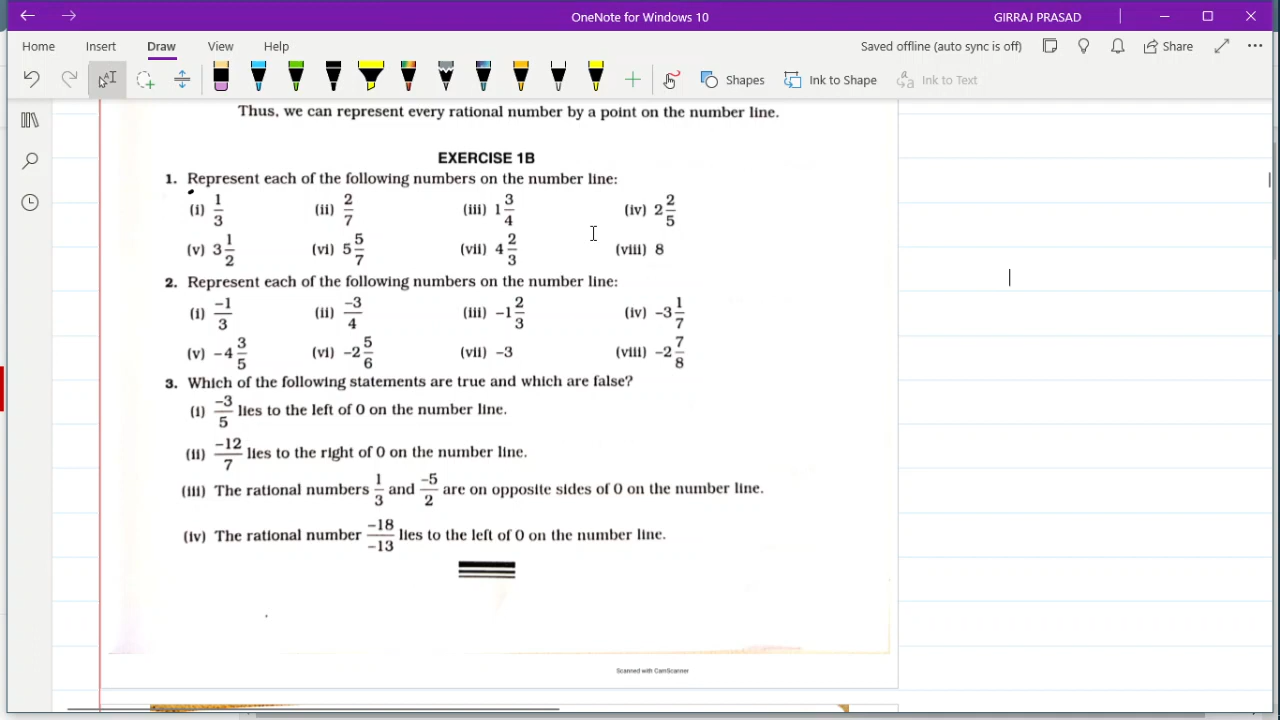 OneNote for Windows 10
GIRRAJ PRASAD
Home Insert Draw View Help
Saved offline (auto sync is off)
Share
Shapes
Ink to Shape
Ink to Text
Thus, we can represent every rational number by a point on the number line.
EXERCISE 1B
1. Represent each of the following numbers on the number line:
(i) 1/3 (ii) 2/7 (iii) 1 3/4 (iv) 2 2/5
(v) 3 1/2 (vi) 5 5/7 (vii) 4 2/3 (viii) 8
2. Represent each of the following numbers on the number line:
(i) -1/3 (ii) -3/4 (iii) -1 2/3 (iv) -3 1/7
(v) -4 3/5 (vi) -2 5/6 (vii) -3 (viii) -2 7/8
3. Which of the following statements are true and which are false?
(i) -3/5 lies to the left of 0 on the number line.
(ii) -12/7 lies to the right of 0 on the number line.
(iii) The rational numbers 1/3 and -5/2 are on opposite sides of 0 on the number line.
(iv) The rational number -18/-13 lies to the left of 0 on the number line.
Scanned with CamScanner